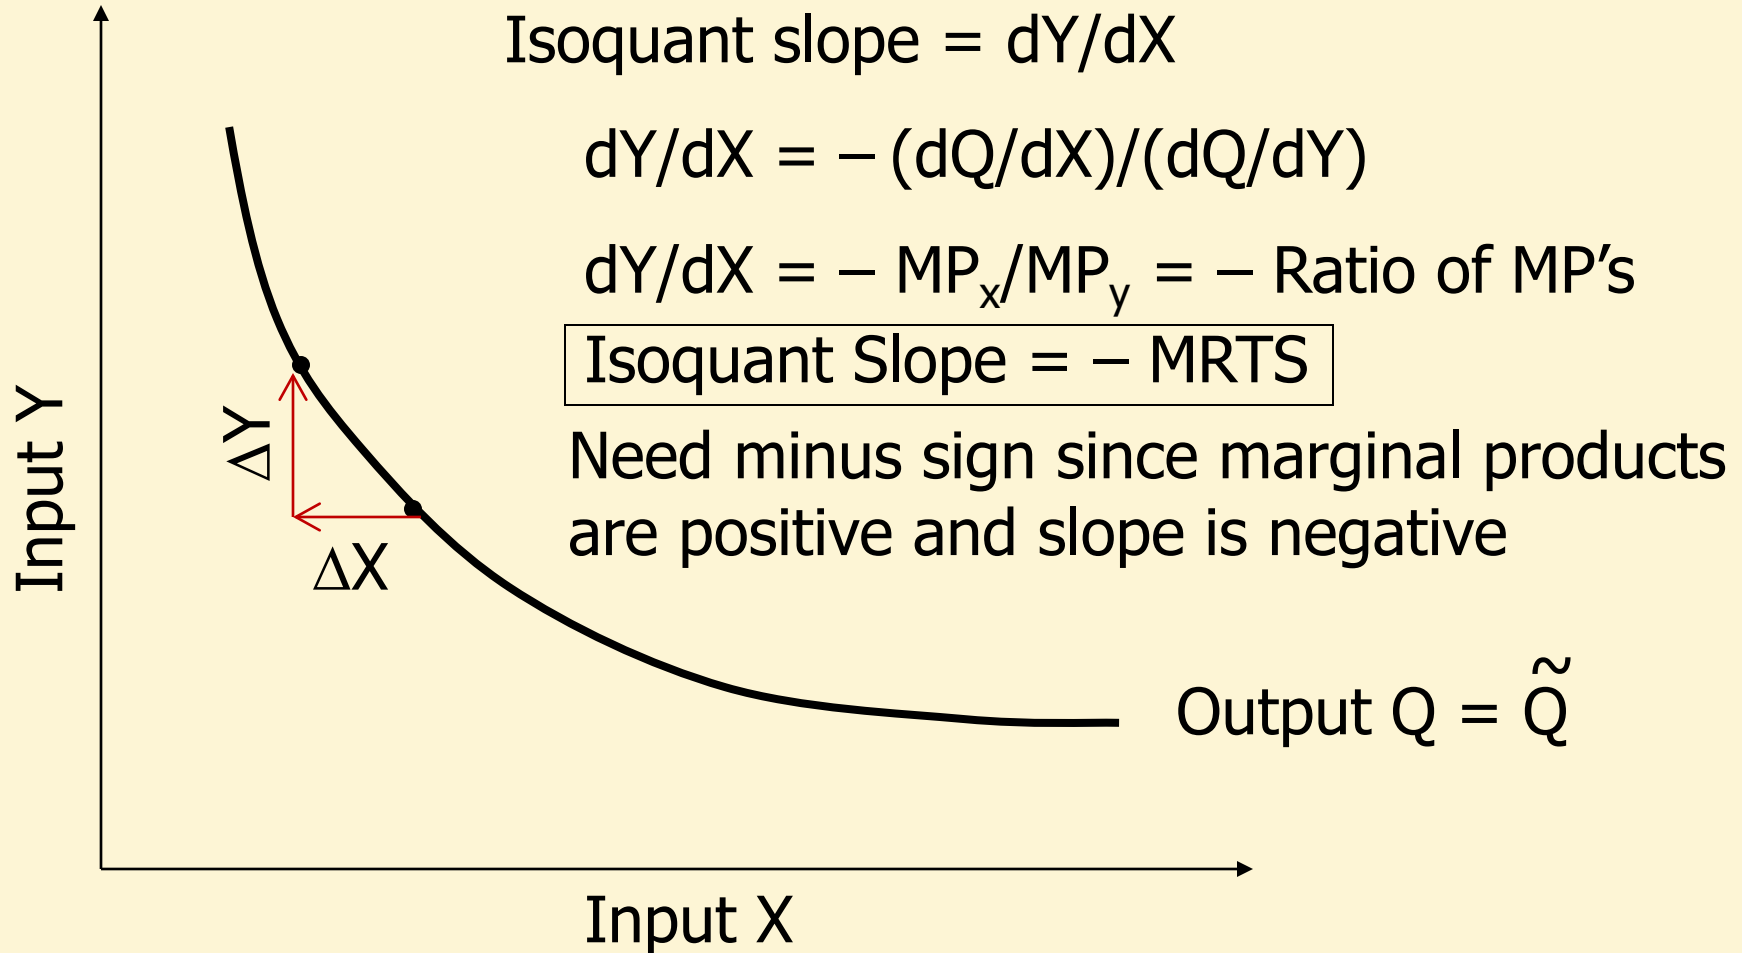 Isoquant slope = dY/dX
dY/dX = – (dQ/dX)/(dQ/dY)
dY/dX = – MPx/MPy = – Ratio of MP’s
Isoquant Slope = – MRTS
Need minus sign since marginal products
are positive and slope is negative
Input Y
ΔY
ΔX
Output Q = Q̃
Input X